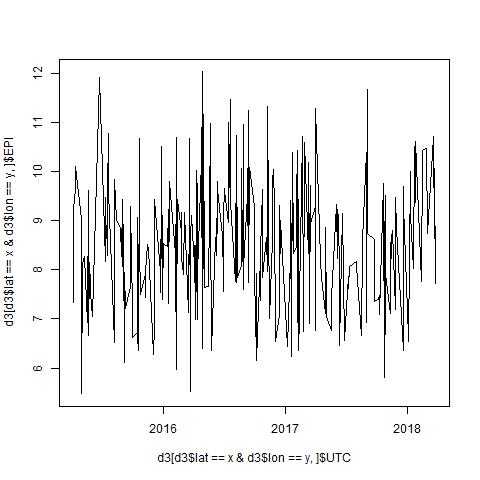 12
11
10
9
8
7
6
d3[d3$lat == x & d3$lon == y, ]$EPI
2016 2017 2018
d3[d3$lat == x & d3$lon == y, ]$UTC